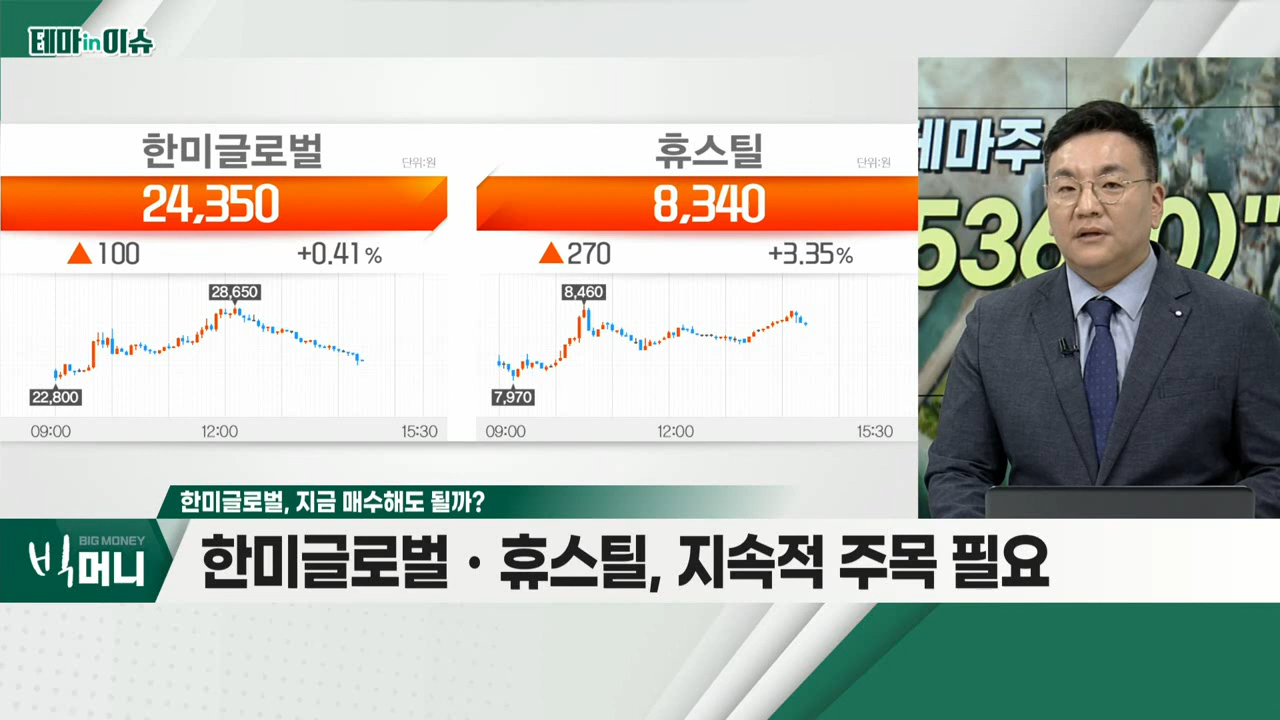 테마in이슈
한미글로벌
단위:원
24,350
▲100 +0.41%
28,650
22,800
09:00 12:00 15:30
휴스틸
단위:원
8,340
▲270 +3.35%
8,460
7,970
09:00 12:00 15:30
테마주
한미글로벌, 지금 매수해도 될까?
BIG MONEY
빅머니
한미글로벌·휴스틸, 지속적 주목 필요